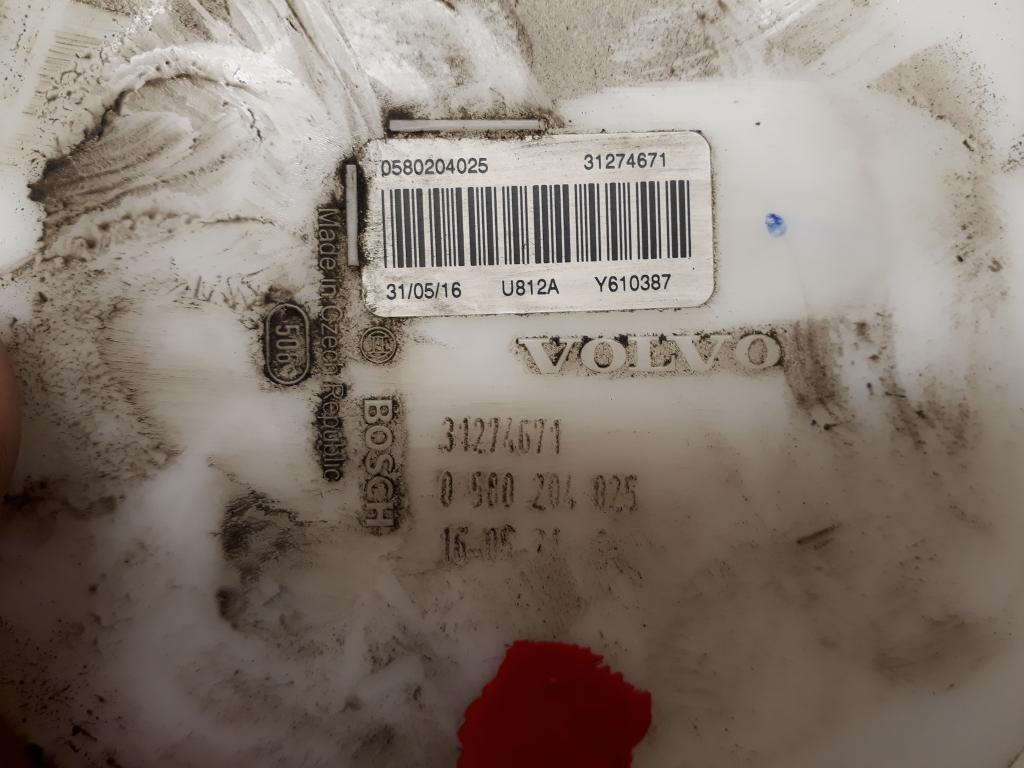 0580204025 31274671
31/05/16 U812A Y610387
Made in Czech Republic
506
VOLVO
BOSCH
31274671
0 580 204 025